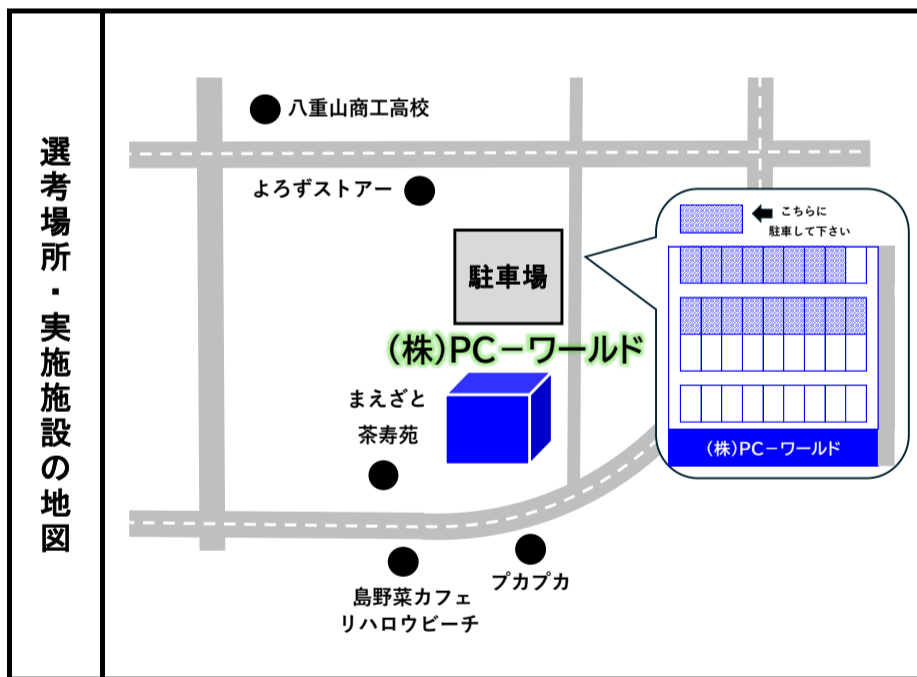 選考場所・実施施設の地図
八重山商工高校
よろずストアー
こちらに
駐車して下さい
駐車場
(株)PC−ワールド
まえざと
茶寿苑
(株)PC−ワールド
プカプカ
島野菜カフェ
リハロウビーチ